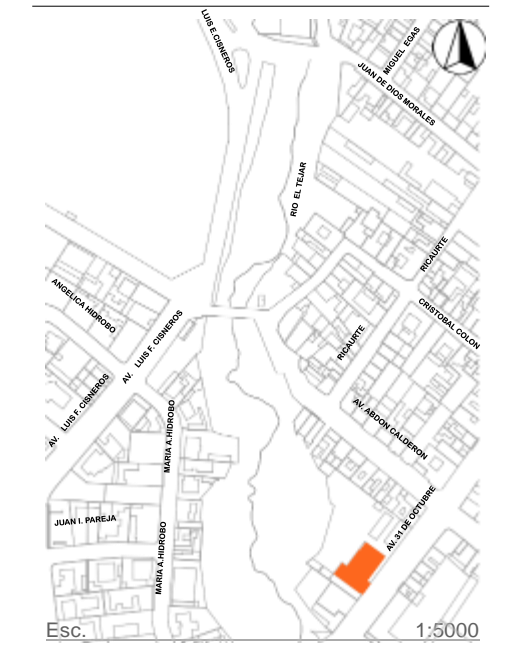 LUIS E.CISNEROS
MIGUEL EGAS
JUAN DE DIOS MORALES
RIO EL TEJAR
RICAURTE
ANGELICA HIDROBO
CRISTOBAL COLON
AV. LUIS F. CISNEROS
RICAURTE
AV. LUIS F. CISNEROS
AV. ABDON CALDERON
MARIA A.HIDROBO
AV. 31 DE OCTUBRE
JUAN I. PAREJA
MARIA A.HIDROBO
Esc. 1:5000